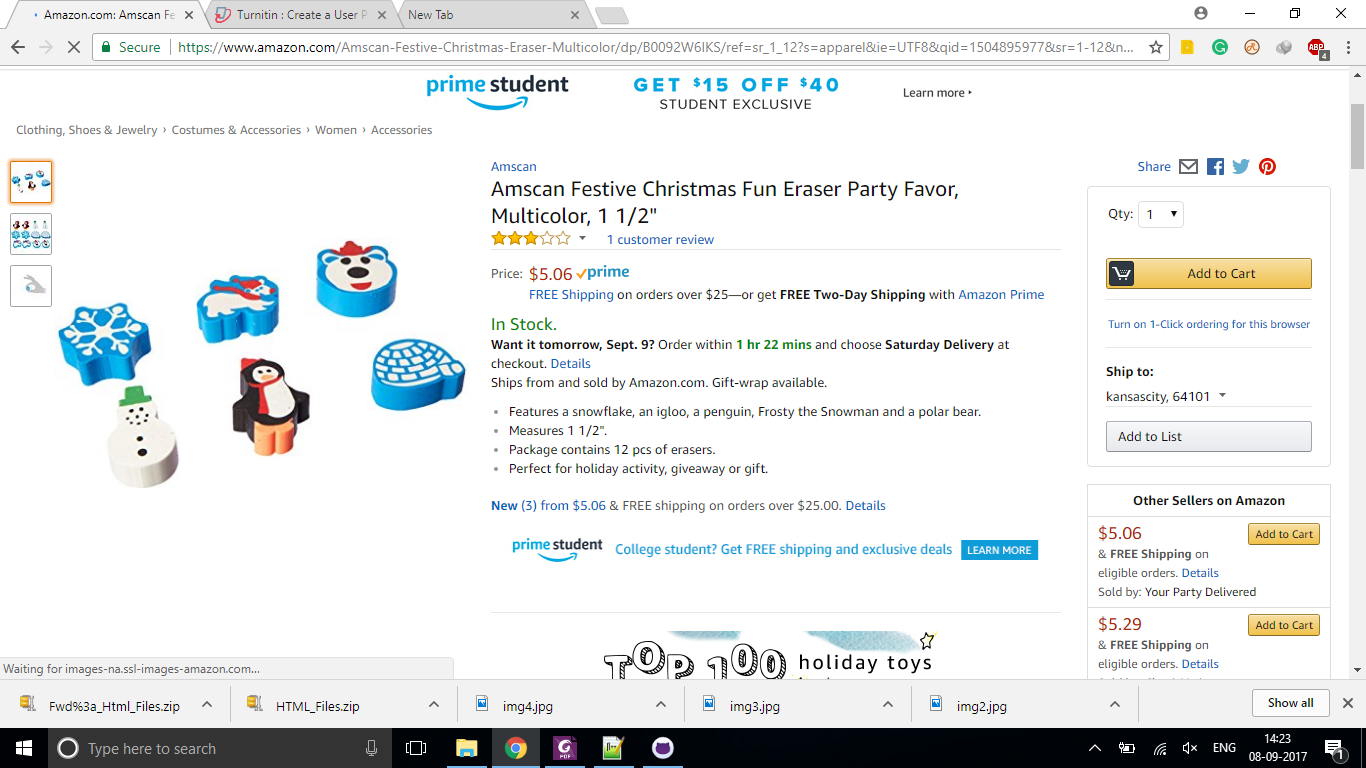 Amazon.com: Amscan Fe
Turnitin : Create a User P
New Tab
Secure
https://www.amazon.com/Amscan-Festive-Christmas-Eraser-Multicolor/dp/B0092W6IKS/ref=sr_1_12?s=apparel&ie=UTF8&qid=1504895977&sr=1-12&n...
ABP
4
prime student
GET $15 OFF $40
STUDENT EXCLUSIVE
Learn more ▸
Clothing, Shoes & Jewelry › Costumes & Accessories › Women › Accessories
Amscan
Amscan Festive Christmas Fun Eraser Party Favor,
Multicolor, 1 1/2"
1 customer review
Price: $5.06 prime
FREE Shipping on orders over $25—or get FREE Two-Day Shipping with Amazon Prime
In Stock.
Want it tomorrow, Sept. 9? Order within 1 hr 22 mins and choose Saturday Delivery at
checkout. Details
Ships from and sold by Amazon.com. Gift-wrap available.
• Features a snowflake, an igloo, a penguin, Frosty the Snowman and a polar bear.
• Measures 1 1/2".
• Package contains 12 pcs of erasers.
• Perfect for holiday activity, giveaway or gift.
New (3) from $5.06 & FREE shipping on orders over $25.00. Details
prime student College student? Get FREE shipping and exclusive deals LEARN MORE
TOP 100 holiday toys
Share
Qty: 1
Add to Cart
Turn on 1-Click ordering for this browser
Ship to:
kansascity, 64101
Add to List
Other Sellers on Amazon
$5.06 Add to Cart
& FREE Shipping on
eligible orders. Details
Sold by: Your Party Delivered
$5.29 Add to Cart
& FREE Shipping on
eligible orders. Details
Waiting for images-na.ssl-images-amazon.com...
Fwd%3a_Html_Files.zip
HTML_Files.zip
img4.jpg
img3.jpg
img2.jpg
Show all
Type here to search
PDF
ENG
14:23
08-09-2017
1